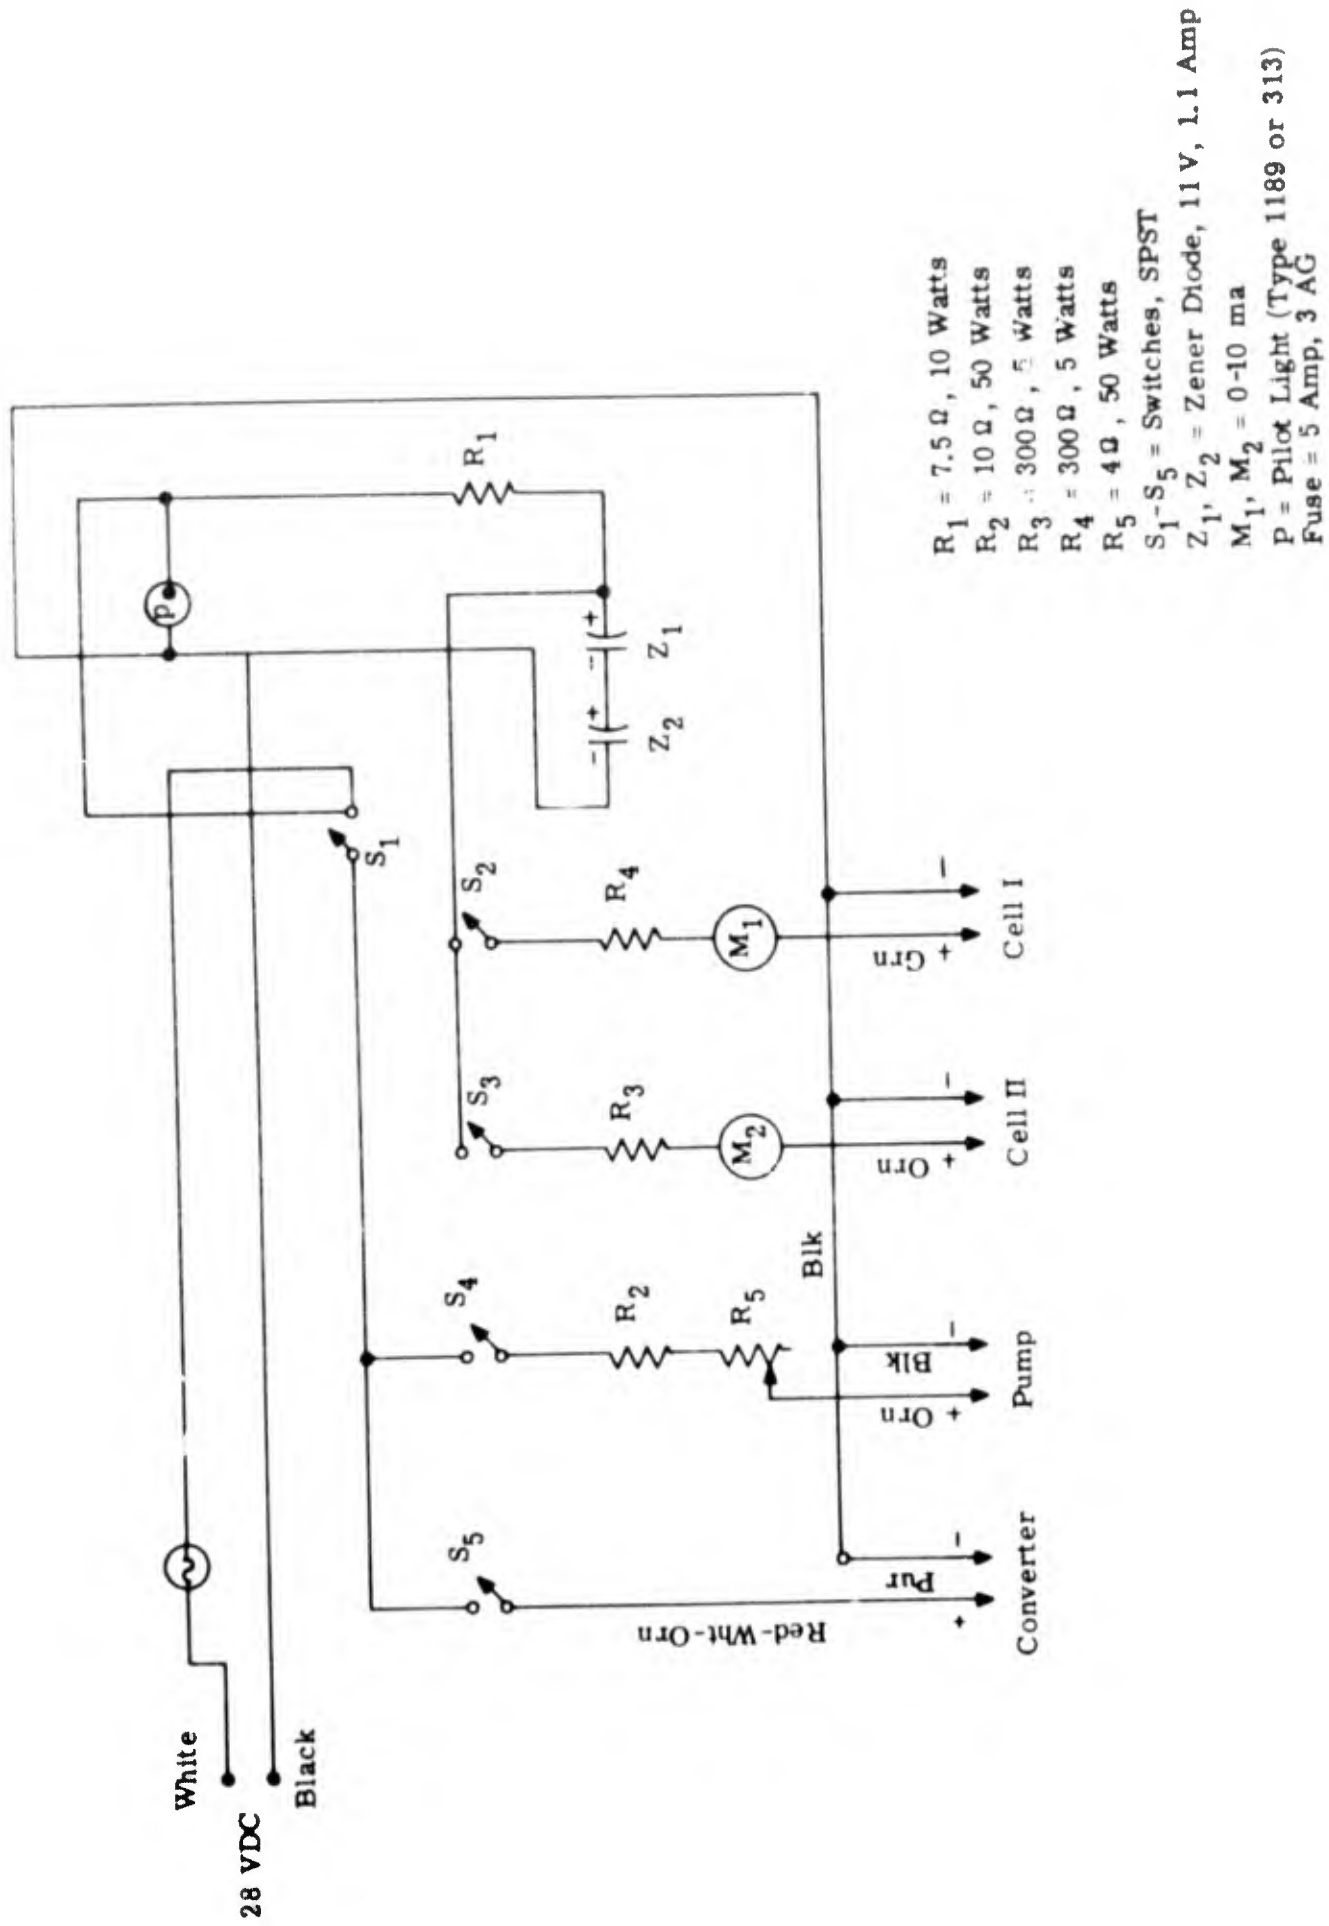 28 VDC
White
Black
P
S₁
R₁
S₅
S₄
S₃
S₂
Z₂
Z₁
R₂
R₃
R₄
R₅
M₂
M₁
Red-Wht-Orn
Blk
Pur
Orn
Blk
Orn
Grn
+ −
+ −
+ −
+ −
− +
− +
Converter
Pump
Cell II
Cell I
R₁ = 7.5 Ω, 10 Watts
R₂ = 10 Ω, 50 Watts
R₃ = 300 Ω, 5 Watts
R₄ = 300 Ω, 5 Watts
R₅ = 4 Ω, 50 Watts
S₁-S₅ = Switches, SPST
Z₁, Z₂ = Zener Diode, 11 V, 1.1 Amp
M₁, M₂ = 0-10 ma
P = Pilot Light (Type 1189 or 313)
Fuse = 5 Amp, 3 AG